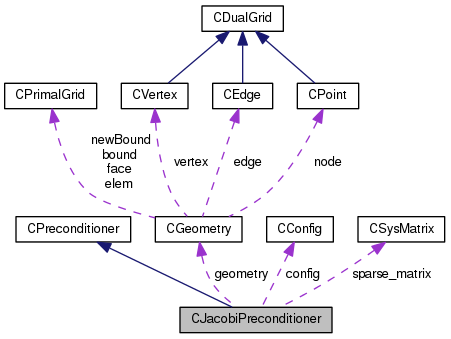 CDualGrid
CPrimalGrid
CVertex
CEdge
CPoint
newBound
bound
face
elem
vertex
edge
node
CPreconditioner
CGeometry
CConfig
CSysMatrix
geometry
config
sparse_matrix
CJacobiPreconditioner